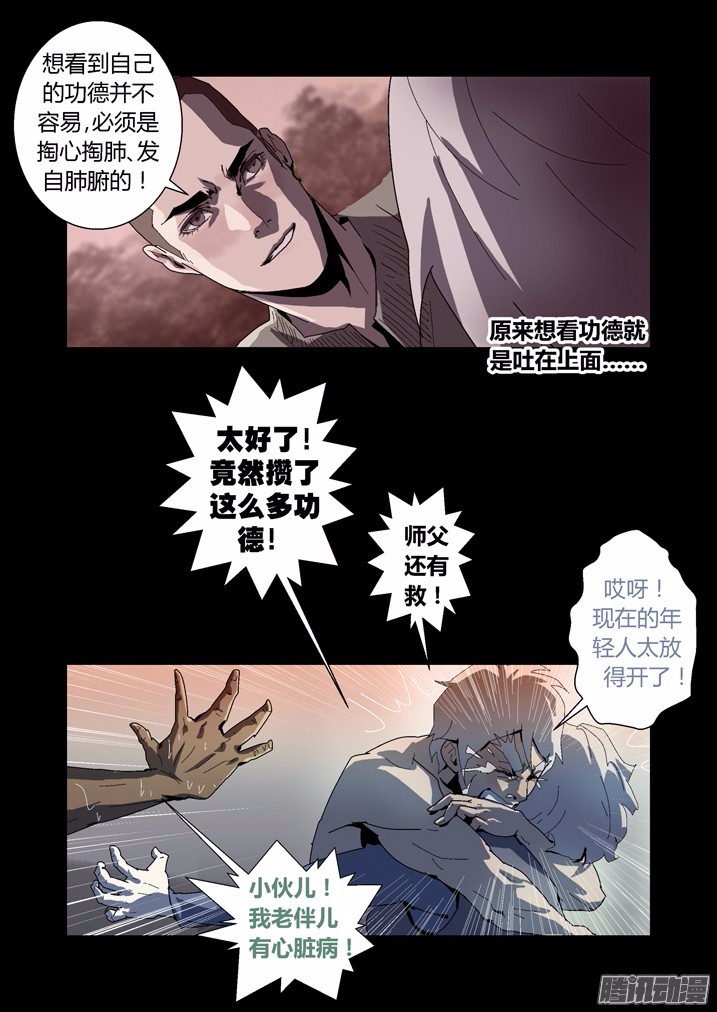 想看到自己
的功德并不
容易,必须是
掏心掏肺、发
自肺腑的！
原来想看功德就
是吐在上面……
太好了！
竟然攒了
这么多功
德！
师父
还有
救！
哎呀！
现在的年
轻人太放
得开了！
小伙儿！
我老伴儿
有心脏病！
腾讯动漫